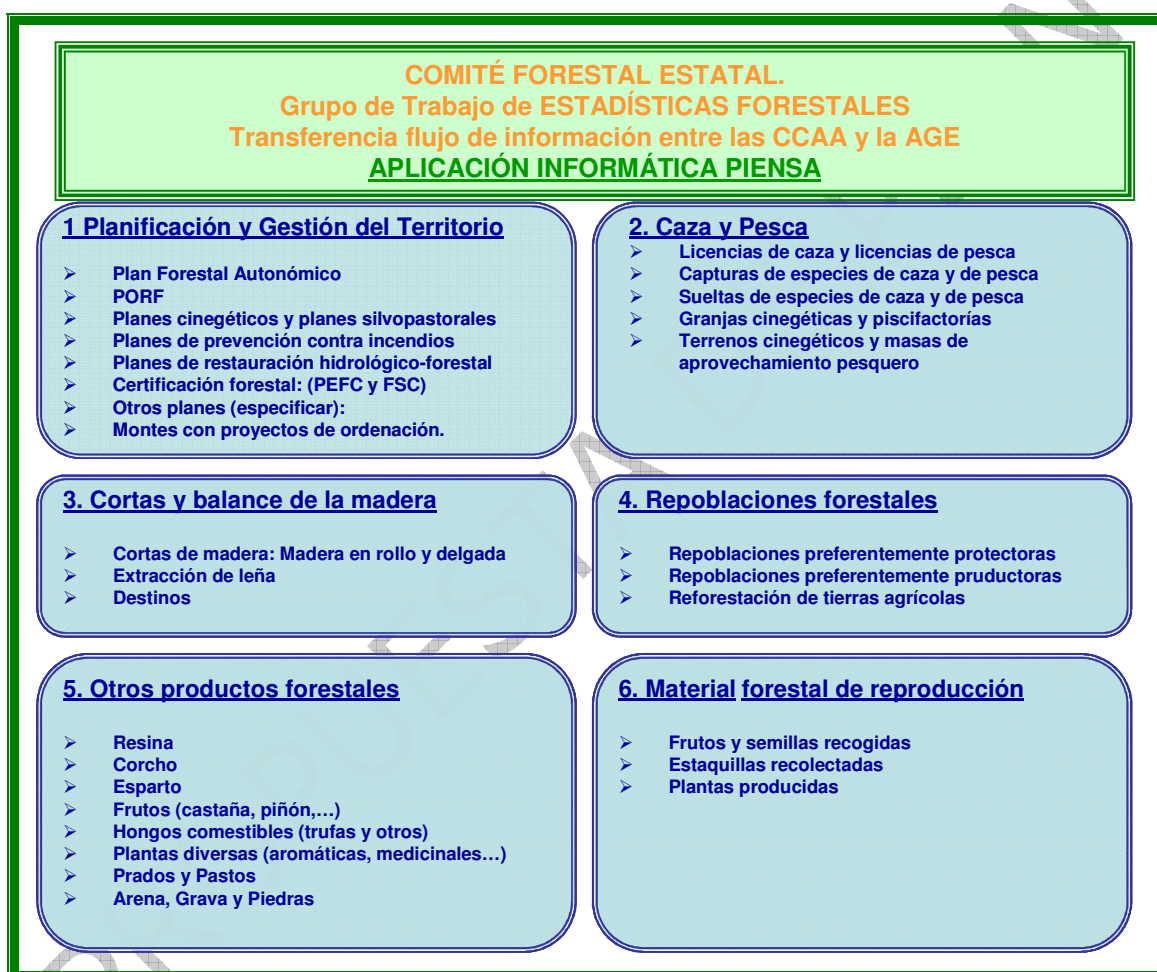 COMITÉ FORESTAL ESTATAL.
Grupo de Trabajo de ESTADÍSTICAS FORESTALES
Transferencia flujo de información entre las CCAA y la AGE
APLICACIÓN INFORMÁTICA PIENSA
1 Planificación y Gestión del Territorio
Plan Forestal Autonómico
PORF
Planes cinegéticos y planes silvopastorales
Planes de prevención contra incendios
Planes de restauración hidrológico-forestal
Certificación forestal: (PEFC y FSC)
Otros planes (especificar):
Montes con proyectos de ordenación.
2. Caza y Pesca
Licencias de caza y licencias de pesca
Capturas de especies de caza y de pesca
Sueltas de especies de caza y de pesca
Granjas cinegéticas y piscifactorías
Terrenos cinegéticos y masas de
aprovechamiento pesquero
3. Cortas y balance de la madera
Cortas de madera: Madera en rollo y delgada
Extracción de leña
Destinos
4. Repoblaciones forestales
Repoblaciones preferentemente protectoras
Repoblaciones preferentemente pruductoras
Reforestación de tierras agrícolas
5. Otros productos forestales
Resina
Corcho
Esparto
Frutos (castaña, piñón,…)
Hongos comestibles (trufas y otros)
Plantas diversas (aromáticas, medicinales…)
Prados y Pastos
Arena, Grava y Piedras
6. Material forestal de reproducción
Frutos y semillas recogidas
Estaquillas recolectadas
Plantas producidas